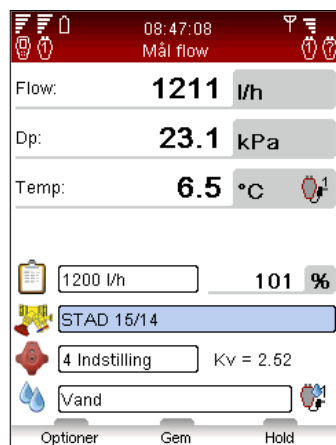 08:47:08
Mål flow
Flow: 1211 l/h
Dp: 23.1 kPa
Temp: 6.5 °C 1
1200 l/h 101 %
STAD 15/14
4 Indstilling Kv = 2.52
Vand
Optioner Gem Hold